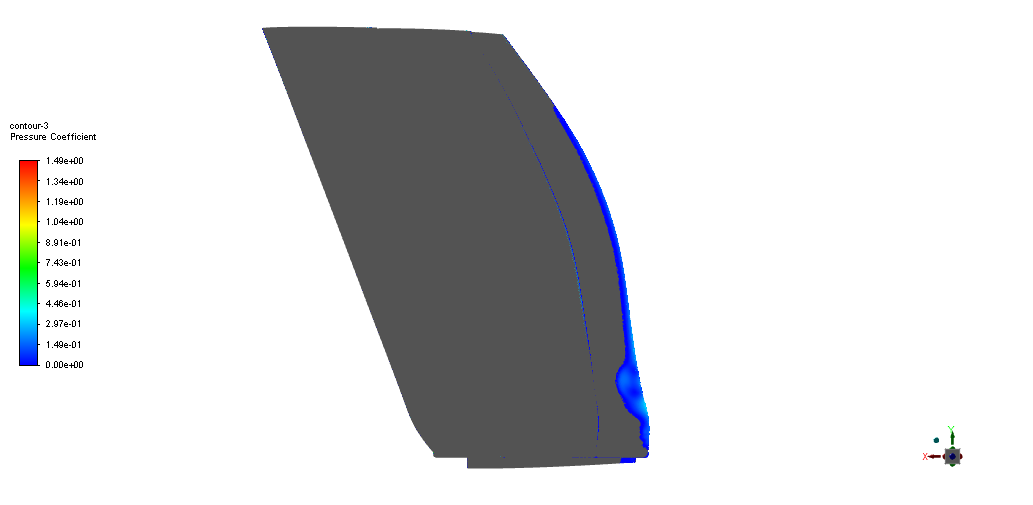 contour-3
Pressure Coefficient
1.49e+00
1.34e+00
1.19e+00
1.04e+00
8.91e-01
7.43e-01
5.94e-01
4.46e-01
2.97e-01
1.49e-01
0.00e+00
Y
X